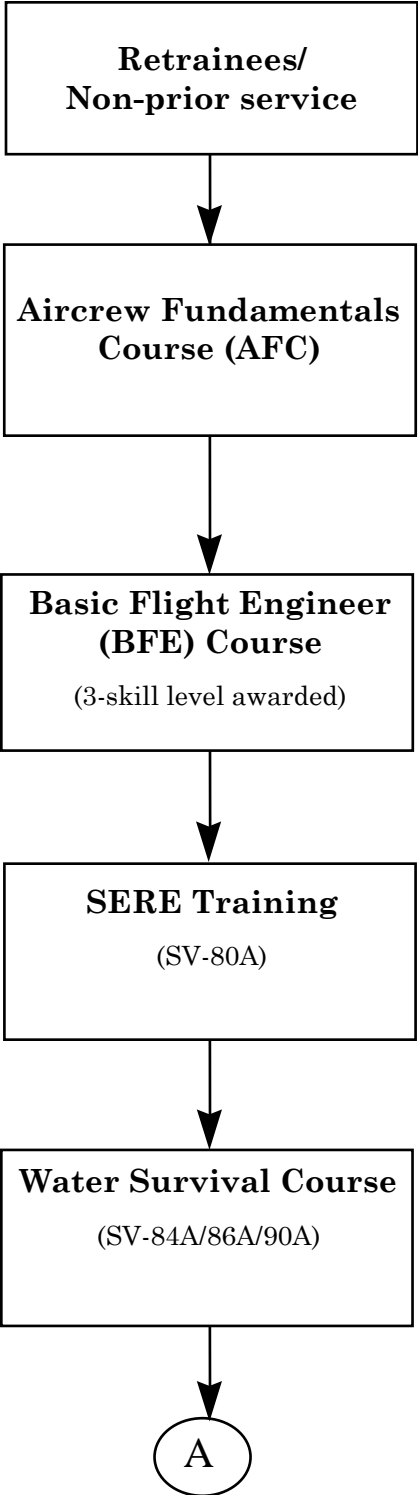 Retrainees/
Non-prior service
Aircrew Fundamentals
Course (AFC)
Basic Flight Engineer
(BFE) Course
(3-skill level awarded)
SERE Training
(SV-80A)
Water Survival Course
(SV-84A/86A/90A)
A